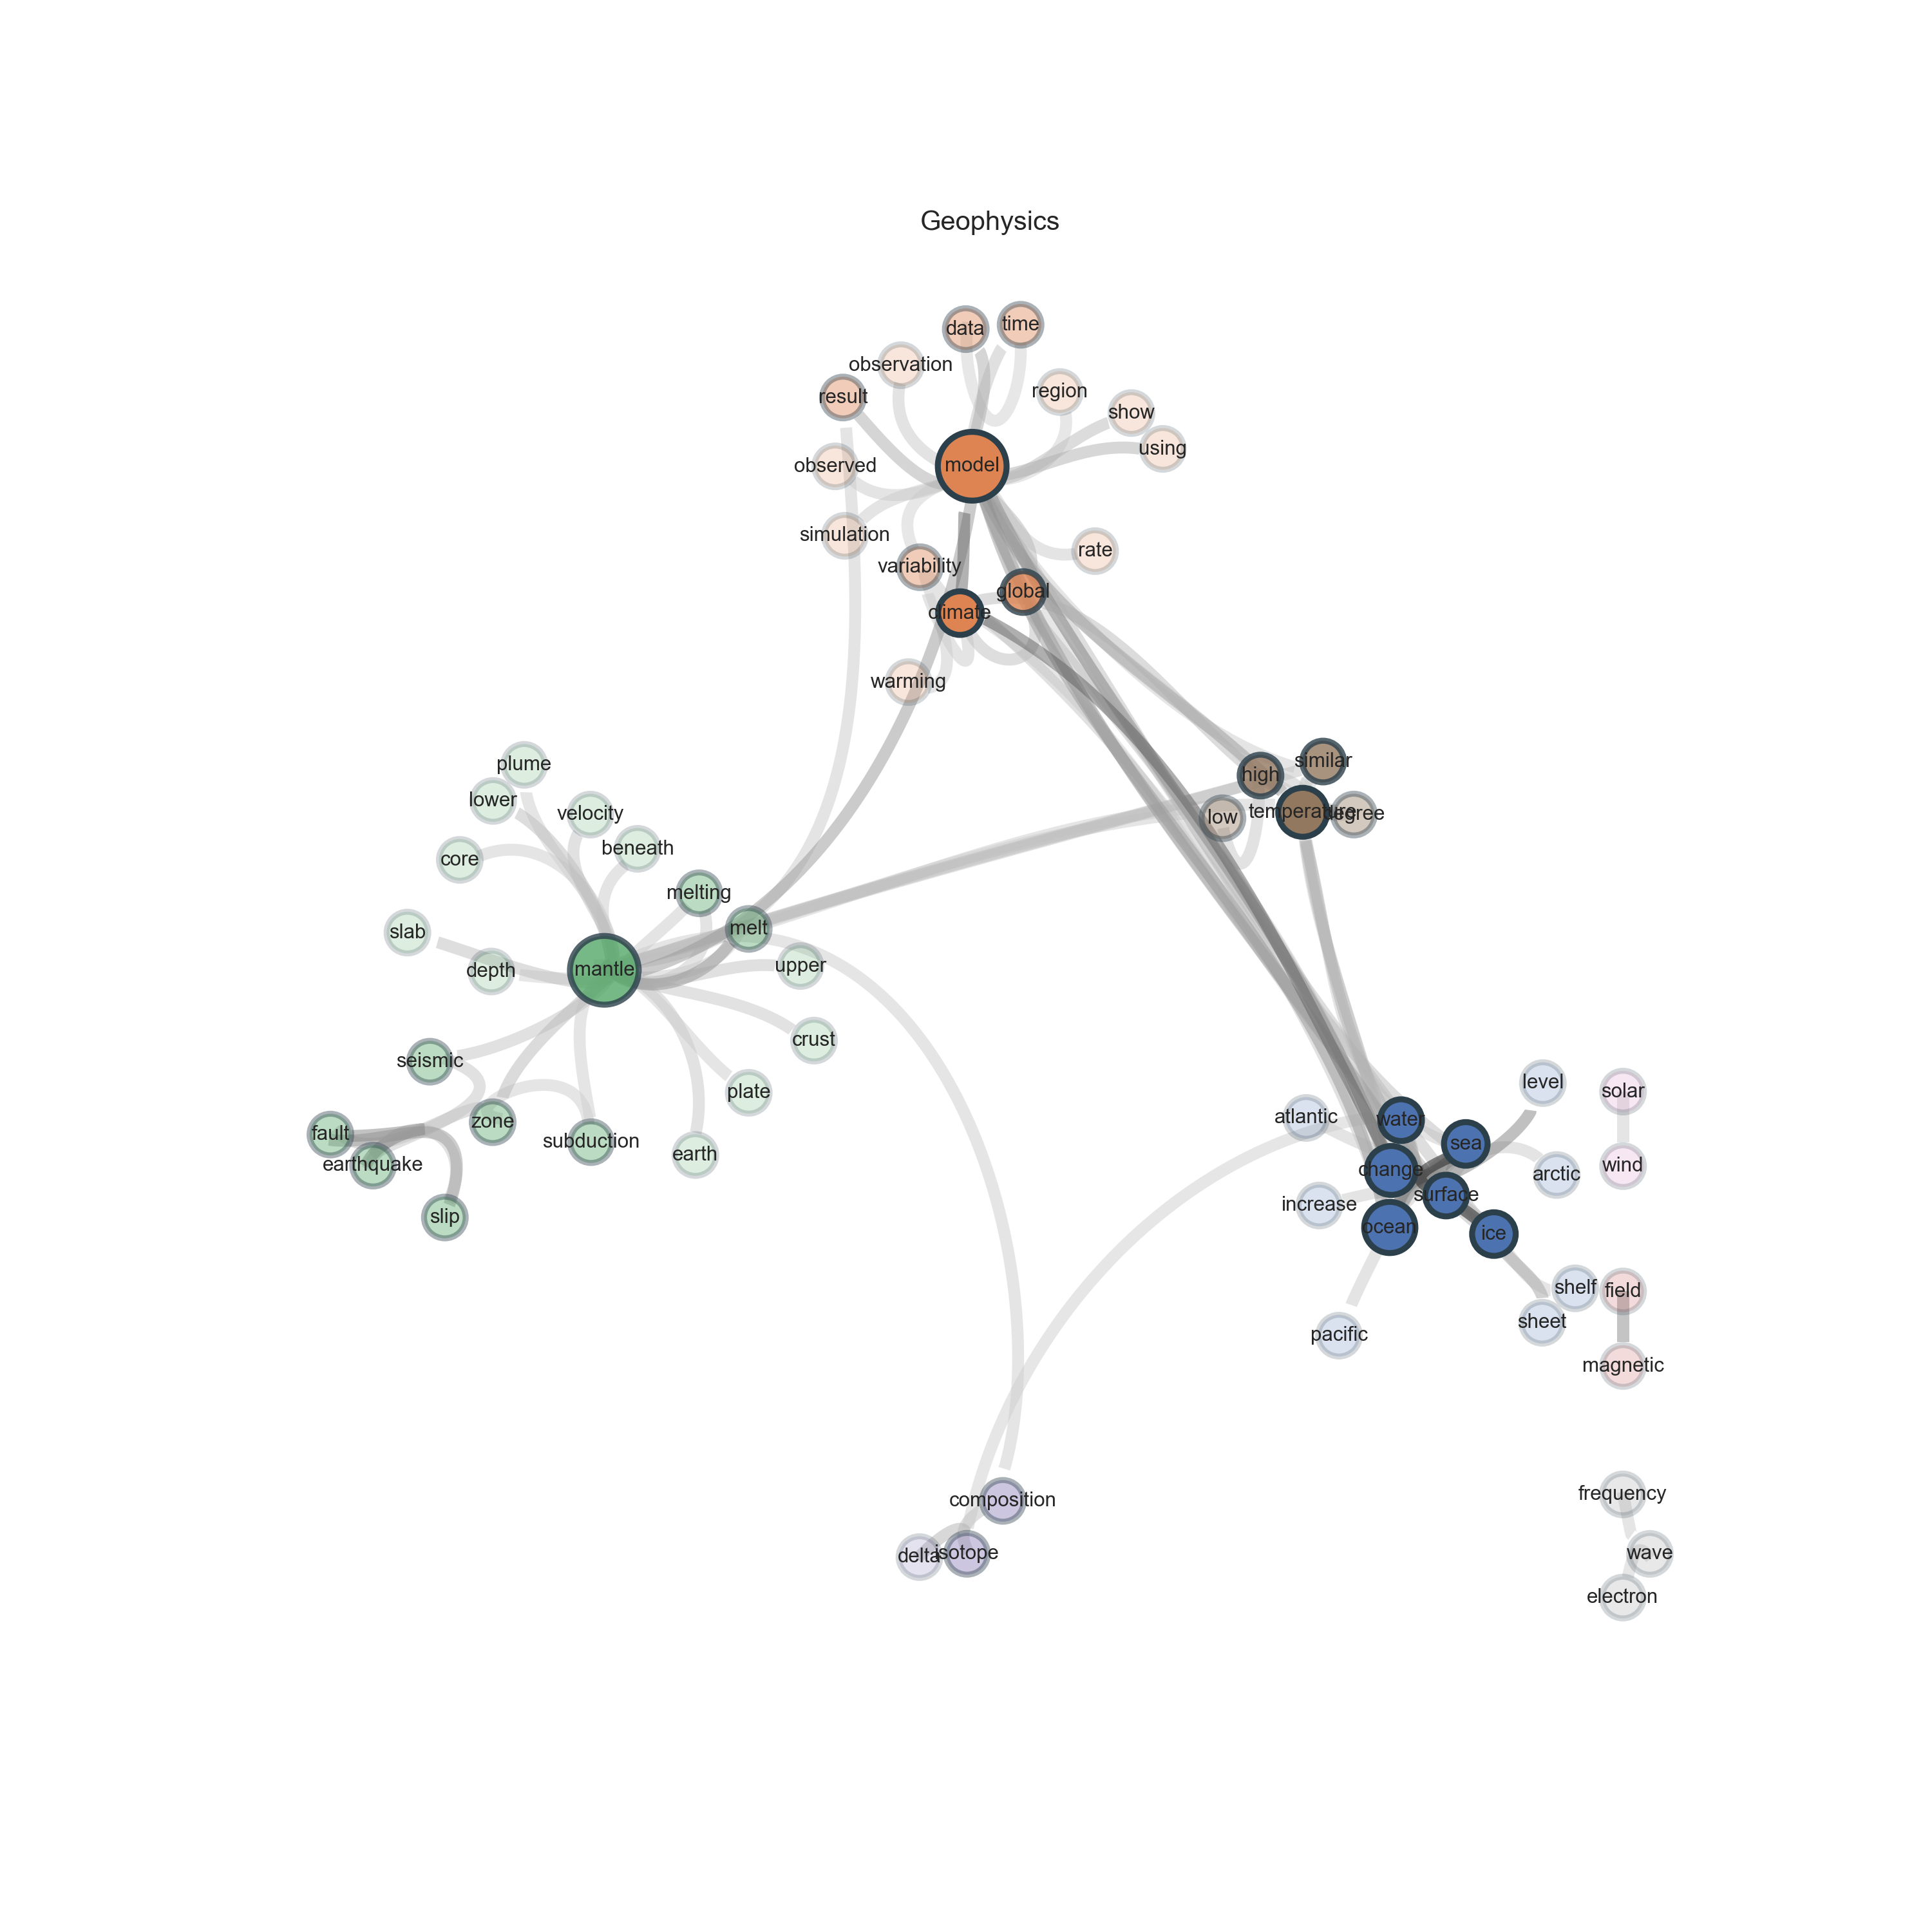 Geophysics
data
time
observation
region
result
show
using
model
observed
simulation
rate
variability
global
climate
warming
plume
similar
high
lower
velocity
temperature
degree
low
beneath
core
melting
melt
slab
mantle
upper
depth
crust
seismic
level
solar
plate
atlantic
water
zone
fault
subduction
sea
earthquake
earth
change
wind
arctic
surface
increase
slip
ocean
ice
shelf
field
sheet
pacific
magnetic
frequency
composition
delta
isotope
wave
electron